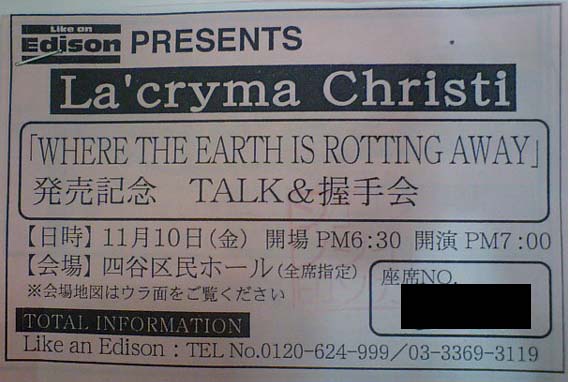 Like an Edison PRESENTS
La'cryma Christi
「WHERE THE EARTH IS ROTTING AWAY」
発売記念 TALK&握手会
【日時】11月10日(金) 開場 PM6:30 開演 PM7:00
【会場】四谷区民ホール(全席指定)
※会場地図はウラ面をご覧ください
座席NO.
TOTAL INFORMATION
Like an Edison : TEL No.0120-624-999/03-3369-3119